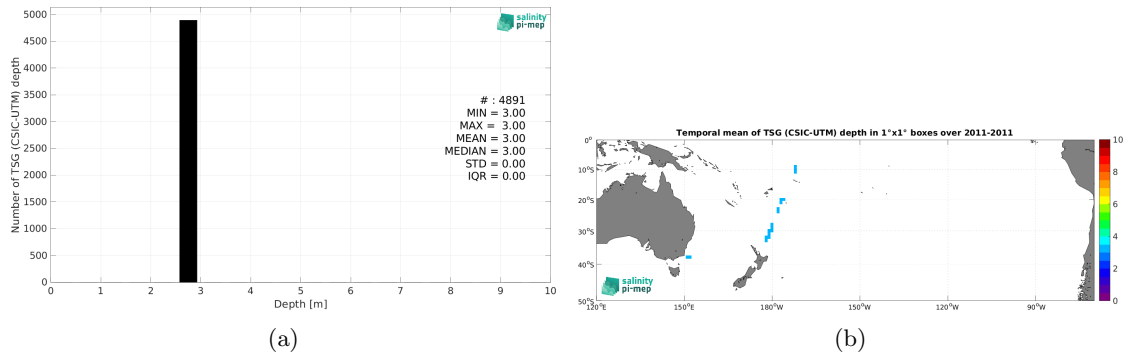 5000
4500
4000
3500
3000
2500
2000
1500
1000
500
0
Number of TSG (CSIC-UTM) depth
salinity
pi-mep
# : 4891
MIN = 3.00
MAX = 3.00
MEAN = 3.00
MEDIAN = 3.00
STD = 0.00
IQR = 0.00
0 1 2 3 4 5 6 7 8 9 10
Depth [m]
(a)
Temporal mean of TSG (CSIC-UTM) depth in 1°x1° boxes over 2011-2011
0°
10°S
20°S
30°S
40°S
50°S
salinity
pi-mep
120°E 150°E 180°W 150°W 120°W 90°W
10
8
6
4
2
0
(b)